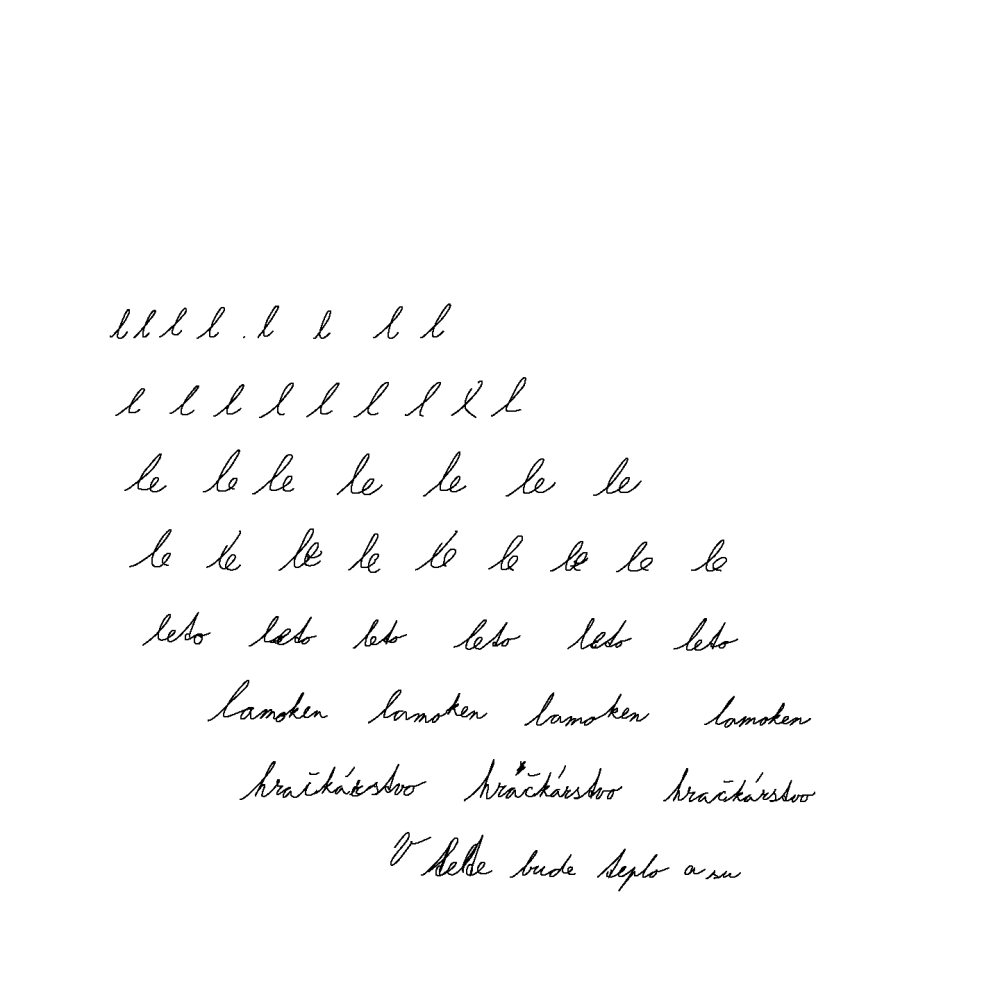 l l l l . l l l l
l l l l l l l l l
le le le le le le le
le le le le le le le le le
leto leto leto leto leto leto
lamoken lamoken lamoken lamoken
hračkárstvo hračkárstvo hračkárstvo
V bude teplo a su